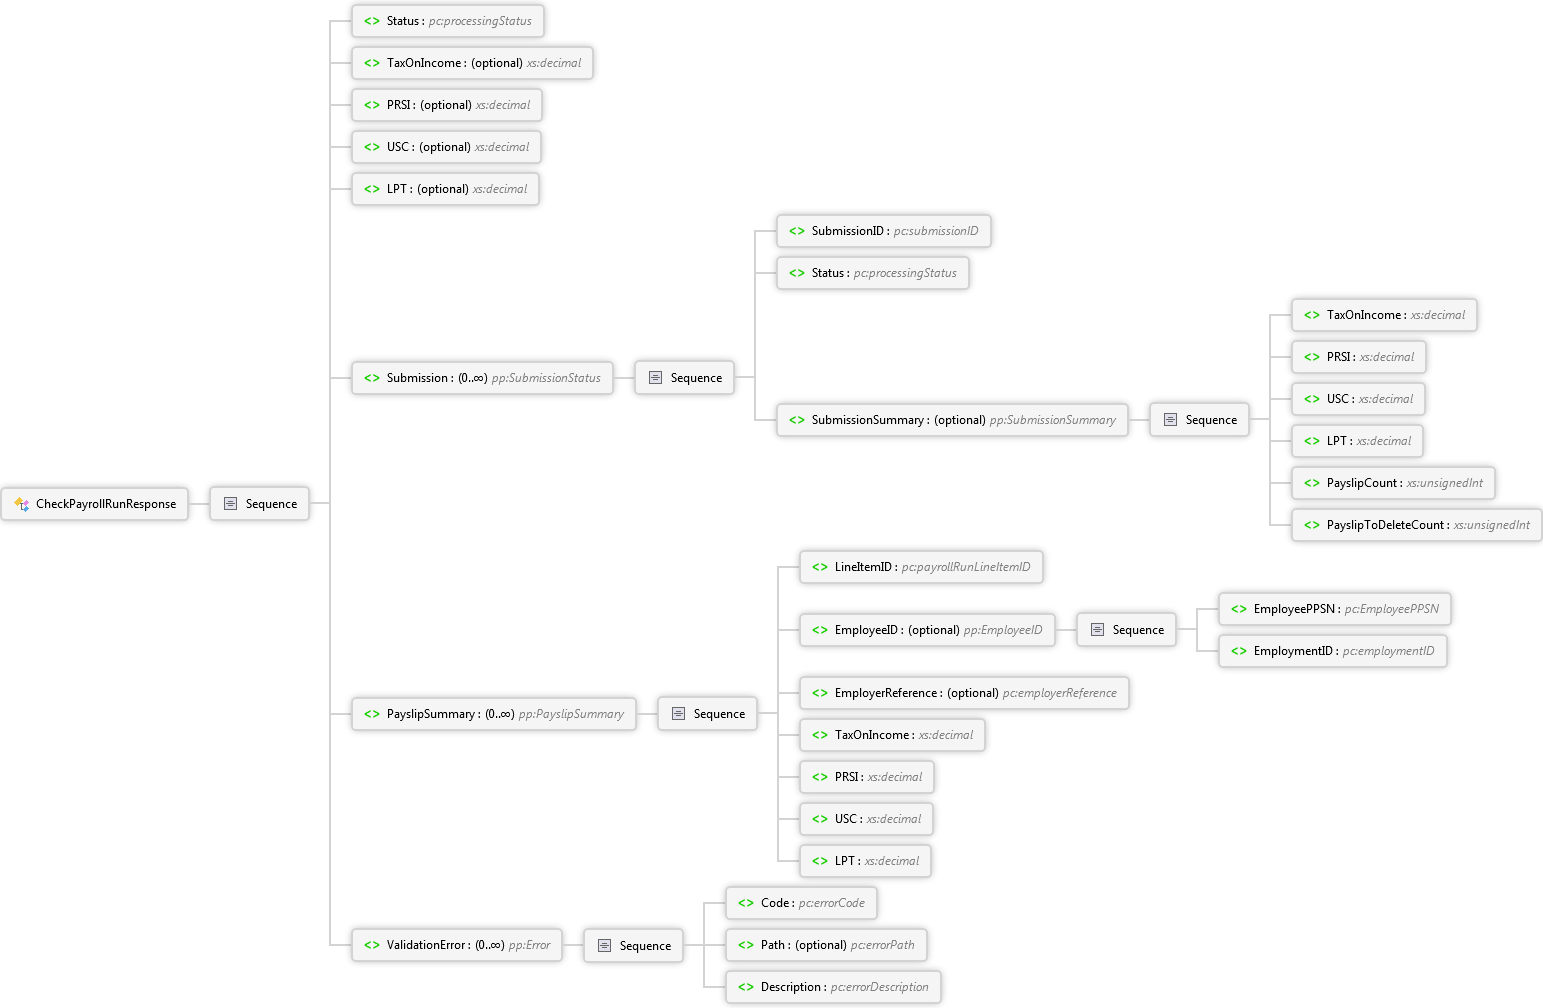 <> Status : pc:processingStatus
<> TaxOnIncome : (optional) xs:decimal
<> PRSI : (optional) xs:decimal
<> USC : (optional) xs:decimal
<> LPT : (optional) xs:decimal
<> SubmissionID : pc:submissionID
<> Status : pc:processingStatus
<> TaxOnIncome : xs:decimal
<> PRSI : xs:decimal
<> Submission : (0..∞) pp:SubmissionStatus
Sequence
<> USC : xs:decimal
<> SubmissionSummary : (optional) pp:SubmissionSummary
Sequence
<> LPT : xs:decimal
<> PayslipCount : xs:unsignedInt
CheckPayrollRunResponse
Sequence
<> PayslipToDeleteCount : xs:unsignedInt
<> LineItemID : pc:payrollRunLineItemID
<> EmployeeID : (optional) pp:EmployeeID
Sequence
<> EmployeePPSN : pc:EmployeePPSN
<> EmploymentID : pc:employmentID
<> EmployerReference : (optional) pc:employerReference
<> PayslipSummary : (0..∞) pp:PayslipSummary
Sequence
<> TaxOnIncome : xs:decimal
<> PRSI : xs:decimal
<> USC : xs:decimal
<> LPT : xs:decimal
<> Code : pc:errorCode
<> ValidationError : (0..∞) pp:Error
Sequence
<> Path : (optional) pc:errorPath
<> Description : pc:errorDescription